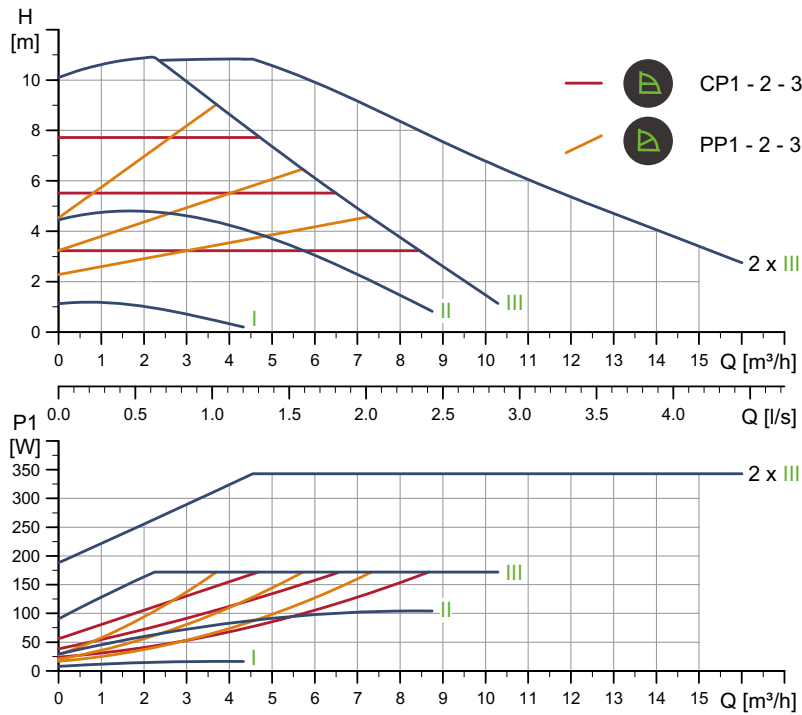 H
[m]
10
8
6
4
2
0
CP1 - 2 - 3
PP1 - 2 - 3
I
II
III
2 x III
0 1 2 3 4 5 6 7 8 9 10 11 12 13 14 15 Q [m³/h]
0.0 0.5 1.0 1.5 2.0 2.5 3.0 3.5 4.0 Q [l/s]
P1
[W]
350
300
250
200
150
100
50
0
2 x III
III
II
I
0 1 2 3 4 5 6 7 8 9 10 11 12 13 14 15 Q [m³/h]